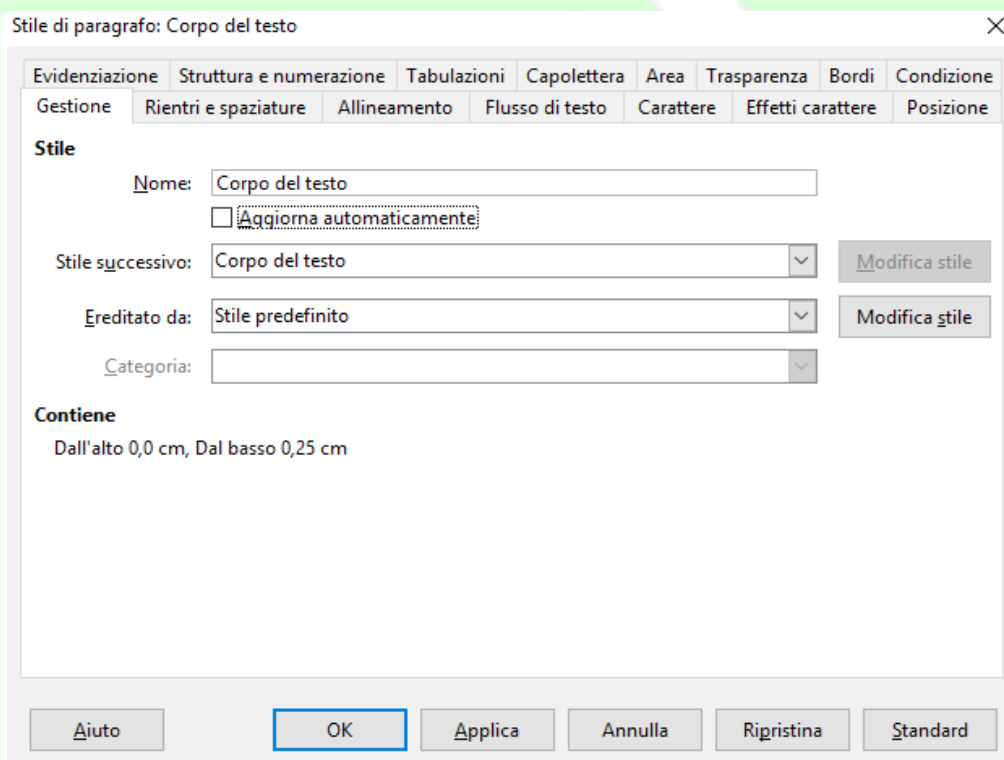 Stile di paragrafo: Corpo del testo
Evidenziazione Struttura e numerazione Tabulazioni Capolettera Area Trasparenza Bordi Condizione
Gestione Rientri e spaziature Allineamento Flusso di testo Carattere Effetti carattere Posizione
Stile
Nome: Corpo del testo
Aggiorna automaticamente
Stile successivo: Corpo del testo Modifica stile
Ereditato da: Stile predefinito Modifica stile
Categoria:
Contiene
Dall'alto 0,0 cm, Dal basso 0,25 cm
Aiuto OK Applica Annulla Ripristina Standard